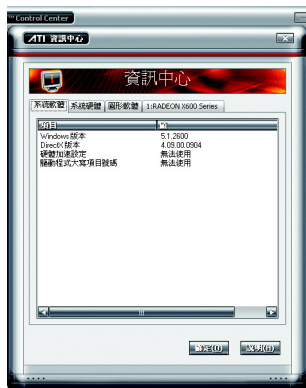 ™ Control Center
ATI 資訊中心
資訊中心
系統軟體 系統硬體 圖形軟體 1:RADEON X600 Series
項目 值
Windows 版本 5.1.2600
DirectX 版本 4.09.00.0904
硬體加速設定 無法使用
驅動程式大寫項目號碼 無法使用
確定(O) 說明(H)